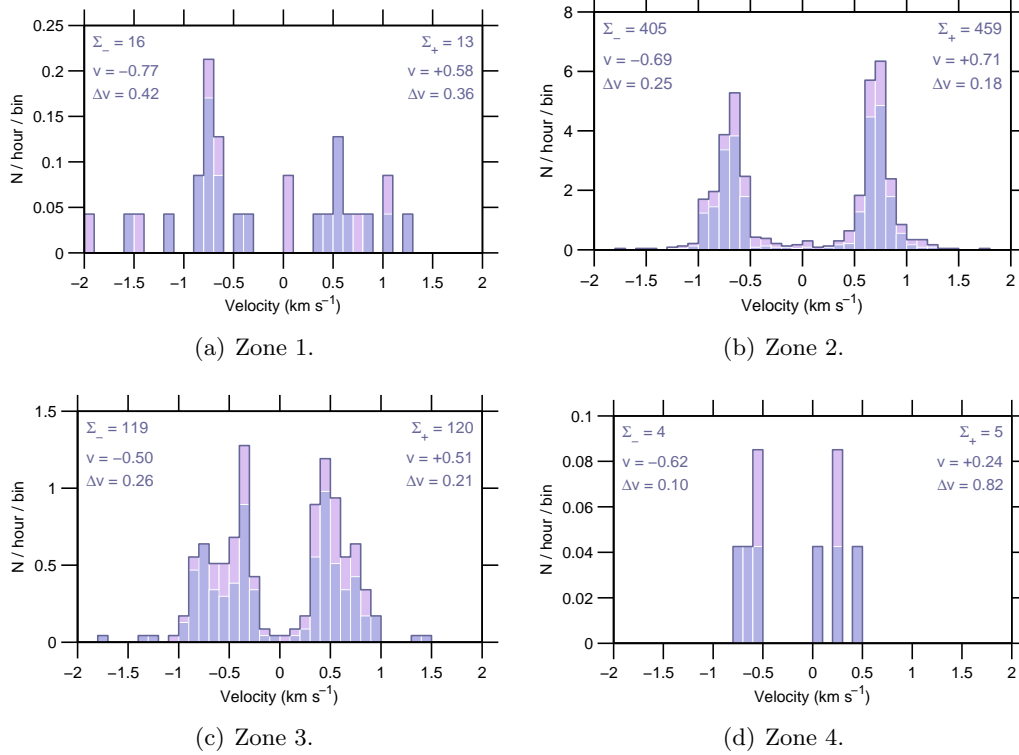 0.25
0.2
0.15
0.1
0.05
0
N / hour / bin
Σ₋ = 16
v = −0.77
Δv = 0.42
Σ₊ = 13
v = +0.58
Δv = 0.36
−2 −1.5 −1 −0.5 0 0.5 1 1.5 2
Velocity (km s⁻¹)
(a) Zone 1.
8
6
4
2
0
N / hour / bin
Σ₋ = 405
v = −0.69
Δv = 0.25
Σ₊ = 459
v = +0.71
Δv = 0.18
−2 −1.5 −1 −0.5 0 0.5 1 1.5 2
Velocity (km s⁻¹)
(b) Zone 2.
1.5
1
0.5
0
N / hour / bin
Σ₋ = 119
v = −0.50
Δv = 0.26
Σ₊ = 120
v = +0.51
Δv = 0.21
−2 −1.5 −1 −0.5 0 0.5 1 1.5 2
Velocity (km s⁻¹)
(c) Zone 3.
0.1
0.08
0.06
0.04
0.02
0
N / hour / bin
Σ₋ = 4
v = −0.62
Δv = 0.10
Σ₊ = 5
v = +0.24
Δv = 0.82
−2 −1.5 −1 −0.5 0 0.5 1 1.5 2
Velocity (km s⁻¹)
(d) Zone 4.